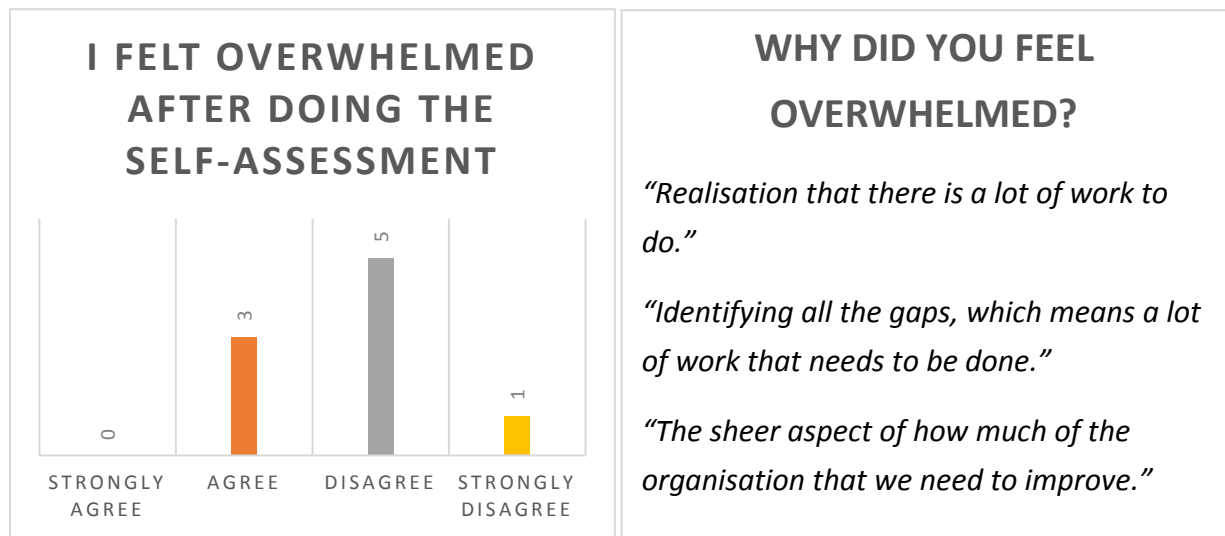 I FELT OVERWHELMED
AFTER DOING THE
SELF-ASSESSMENT
0
3
5
1
STRONGLY AGREE
AGREE
DISAGREE
STRONGLY DISAGREE
WHY DID YOU FEEL
OVERWHELMED?
“Realisation that there is a lot of work to
do.”
“Identifying all the gaps, which means a lot
of work that needs to be done.”
“The sheer aspect of how much of the
organisation that we need to improve.”